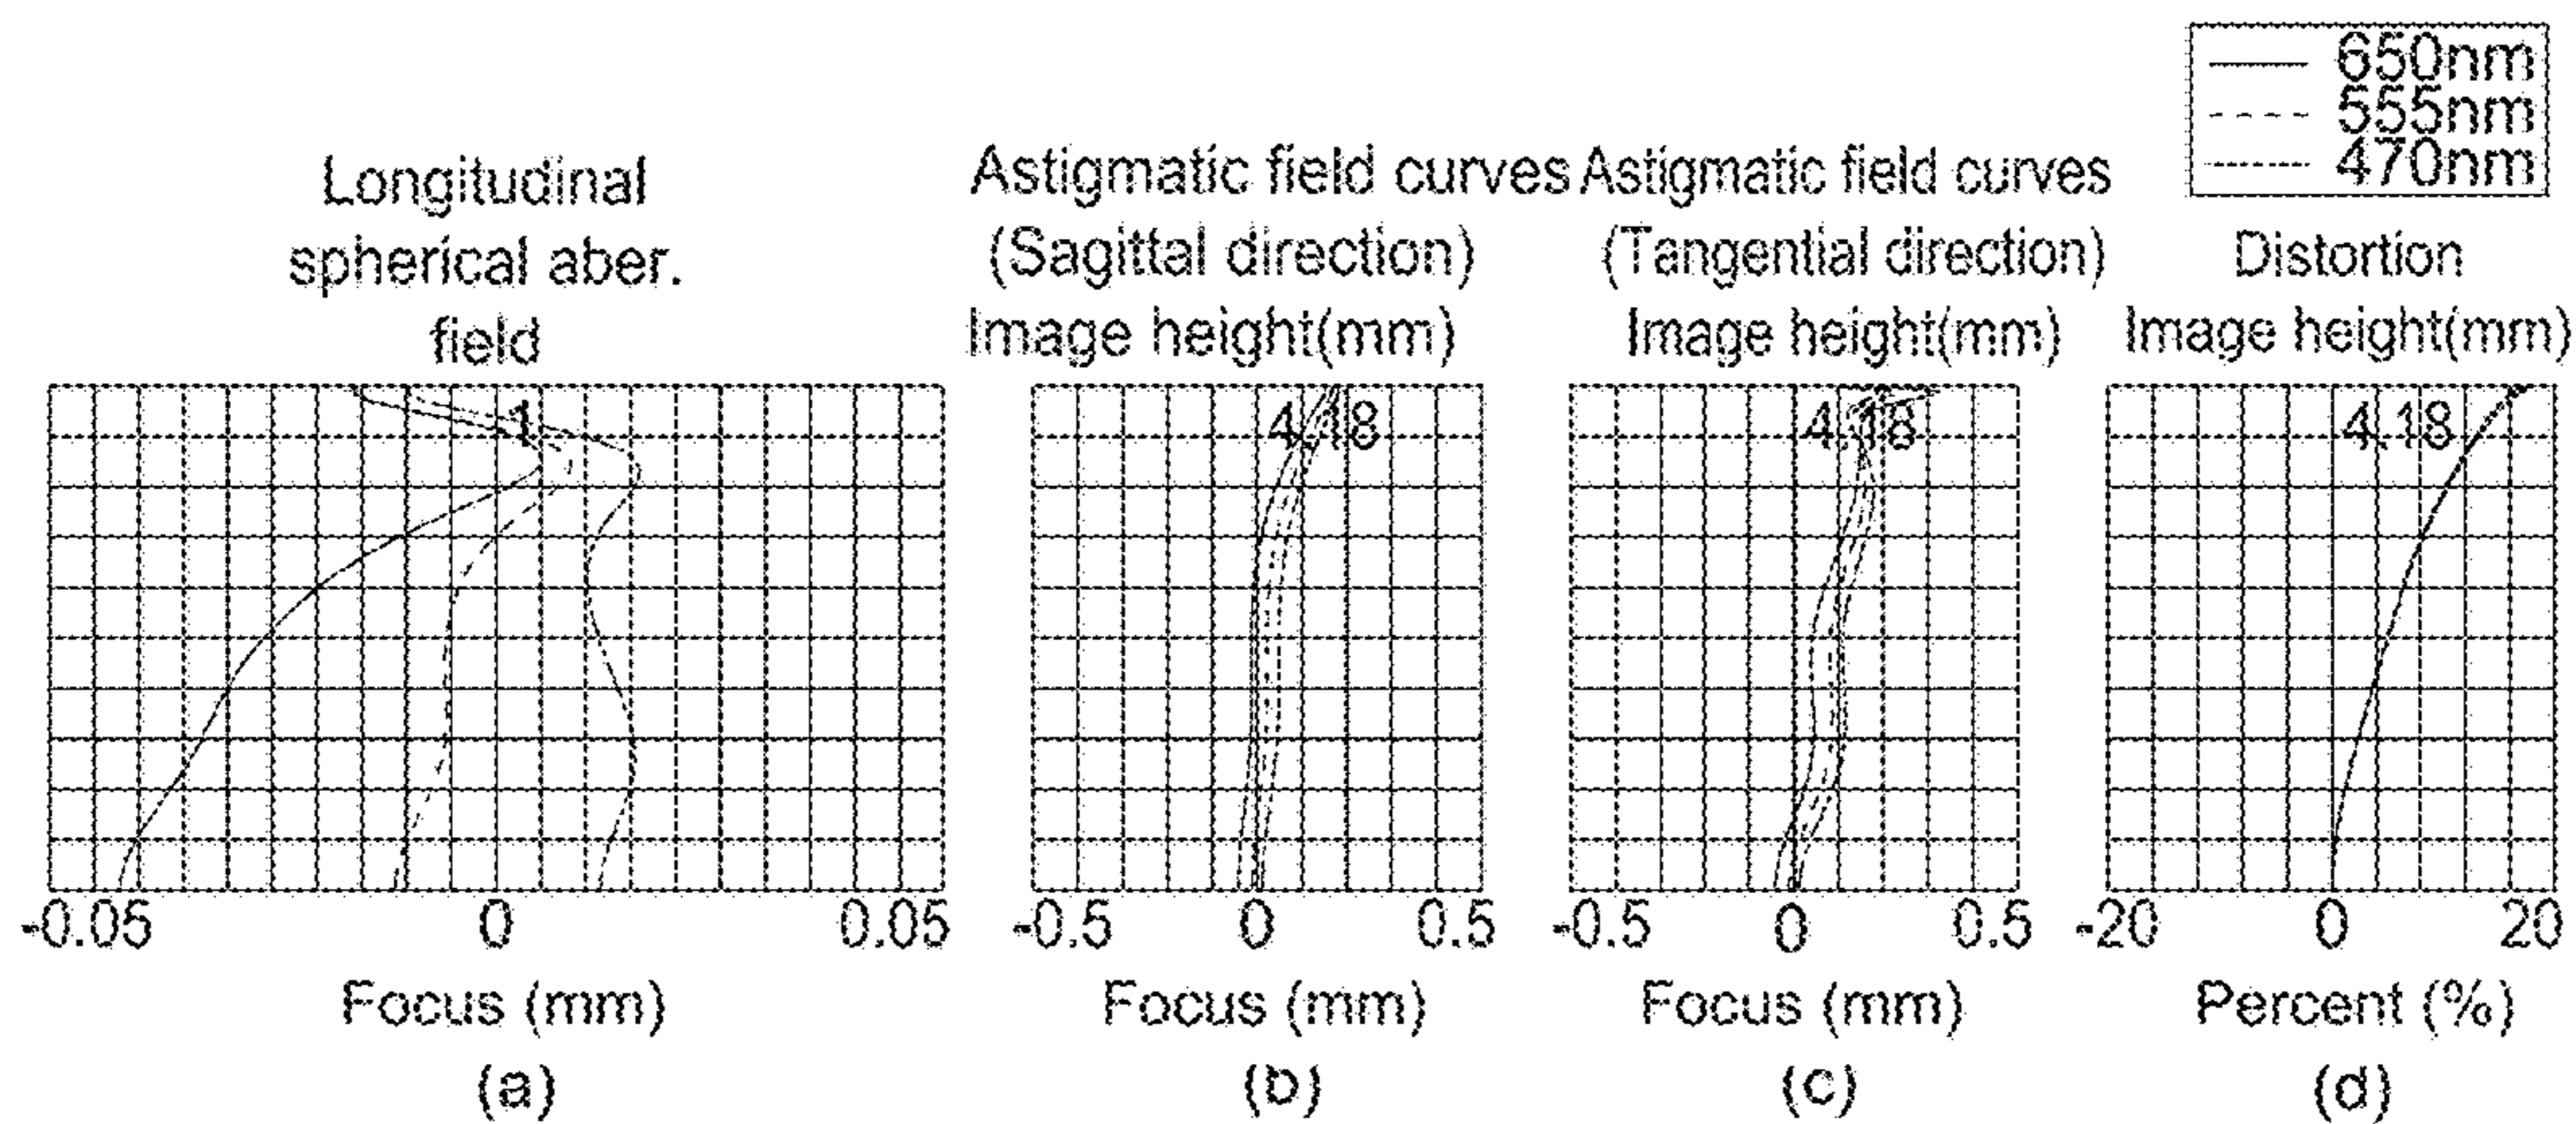 650nm
555nm
470nm
Longitudinal
spherical aber.
field
1
-0.05 0 0.05
Focus (mm)
(a)
Astigmatic field curves
(Sagittal direction)
Image height(mm)
4.18
-0.5 0 0.5
Focus (mm)
(b)
Astigmatic field curves
(Tangential direction)
Image height(mm)
4.18
-0.5 0 0.5
Focus (mm)
(c)
Distortion
Image height(mm)
4.18
-20 0 20
Percent (%)
(d)